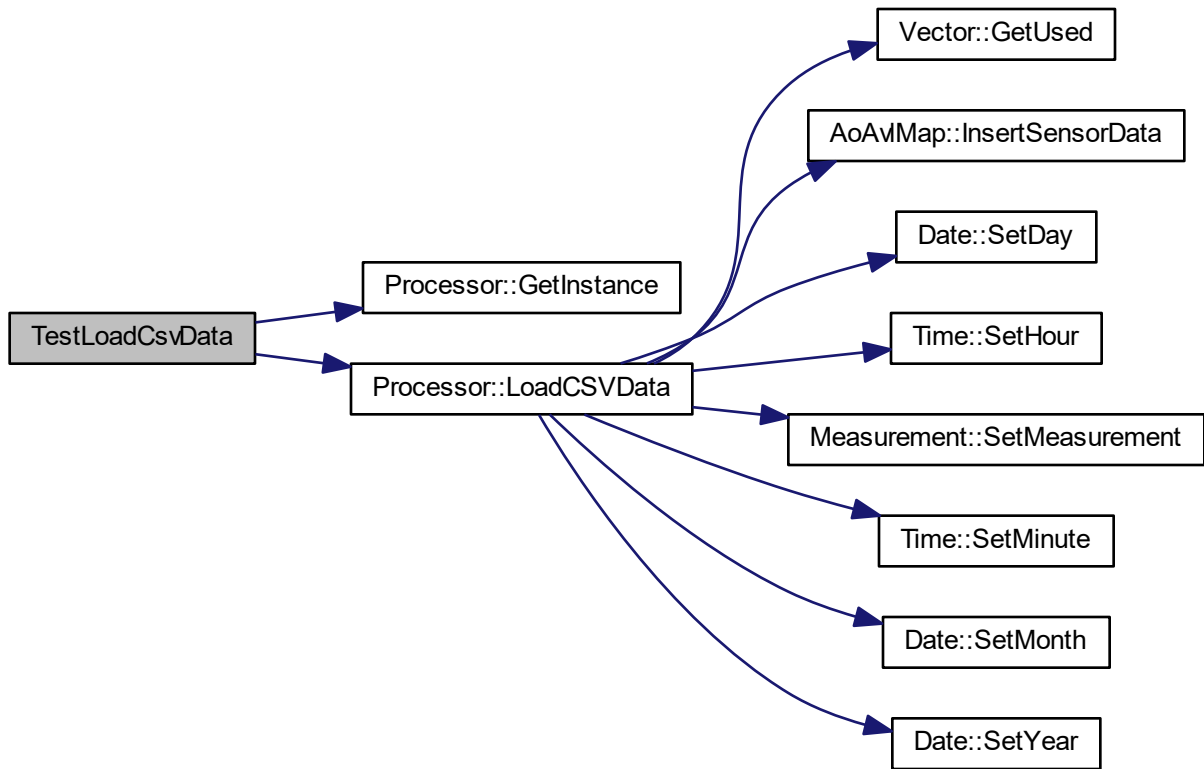 Vector::GetUsed
AoAvlMap::InsertSensorData
Date::SetDay
Processor::GetInstance
Time::SetHour
TestLoadCsvData
Processor::LoadCSVData
Measurement::SetMeasurement
Time::SetMinute
Date::SetMonth
Date::SetYear